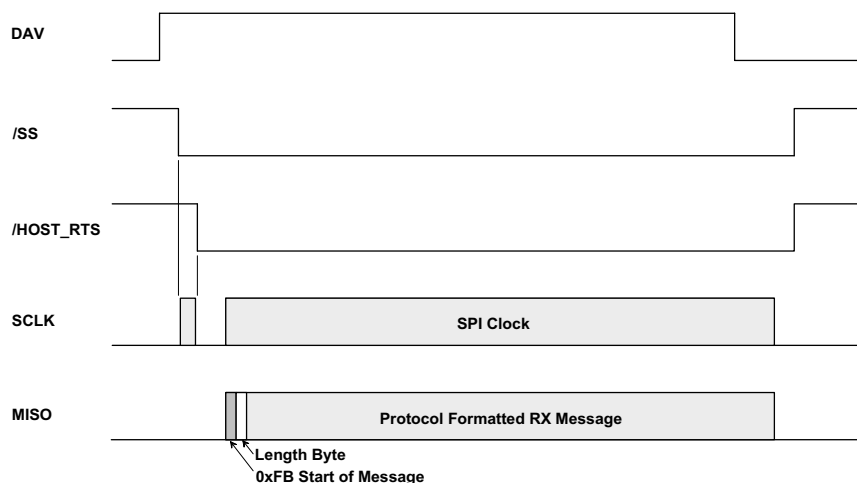 DAV
/SS
/HOST_RTS
SCLK
SPI Clock
MISO
Protocol Formatted RX Message
Length Byte
0xFB Start of Message